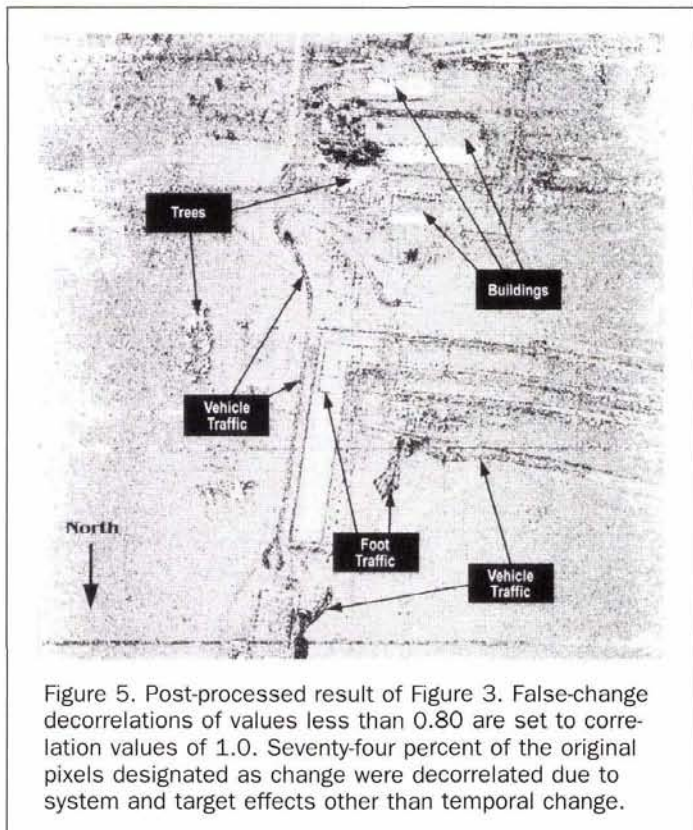 Trees
Buildings
Vehicle
Traffic
North
Foot
Traffic
Vehicle
Traffic
Figure 5. Post-processed result of Figure 3. False-change
decorrelations of values less than 0.80 are set to corre-
lation values of 1.0. Seventy-four percent of the original
pixels designated as change were decorrelated due to
system and target effects other than temporal change.